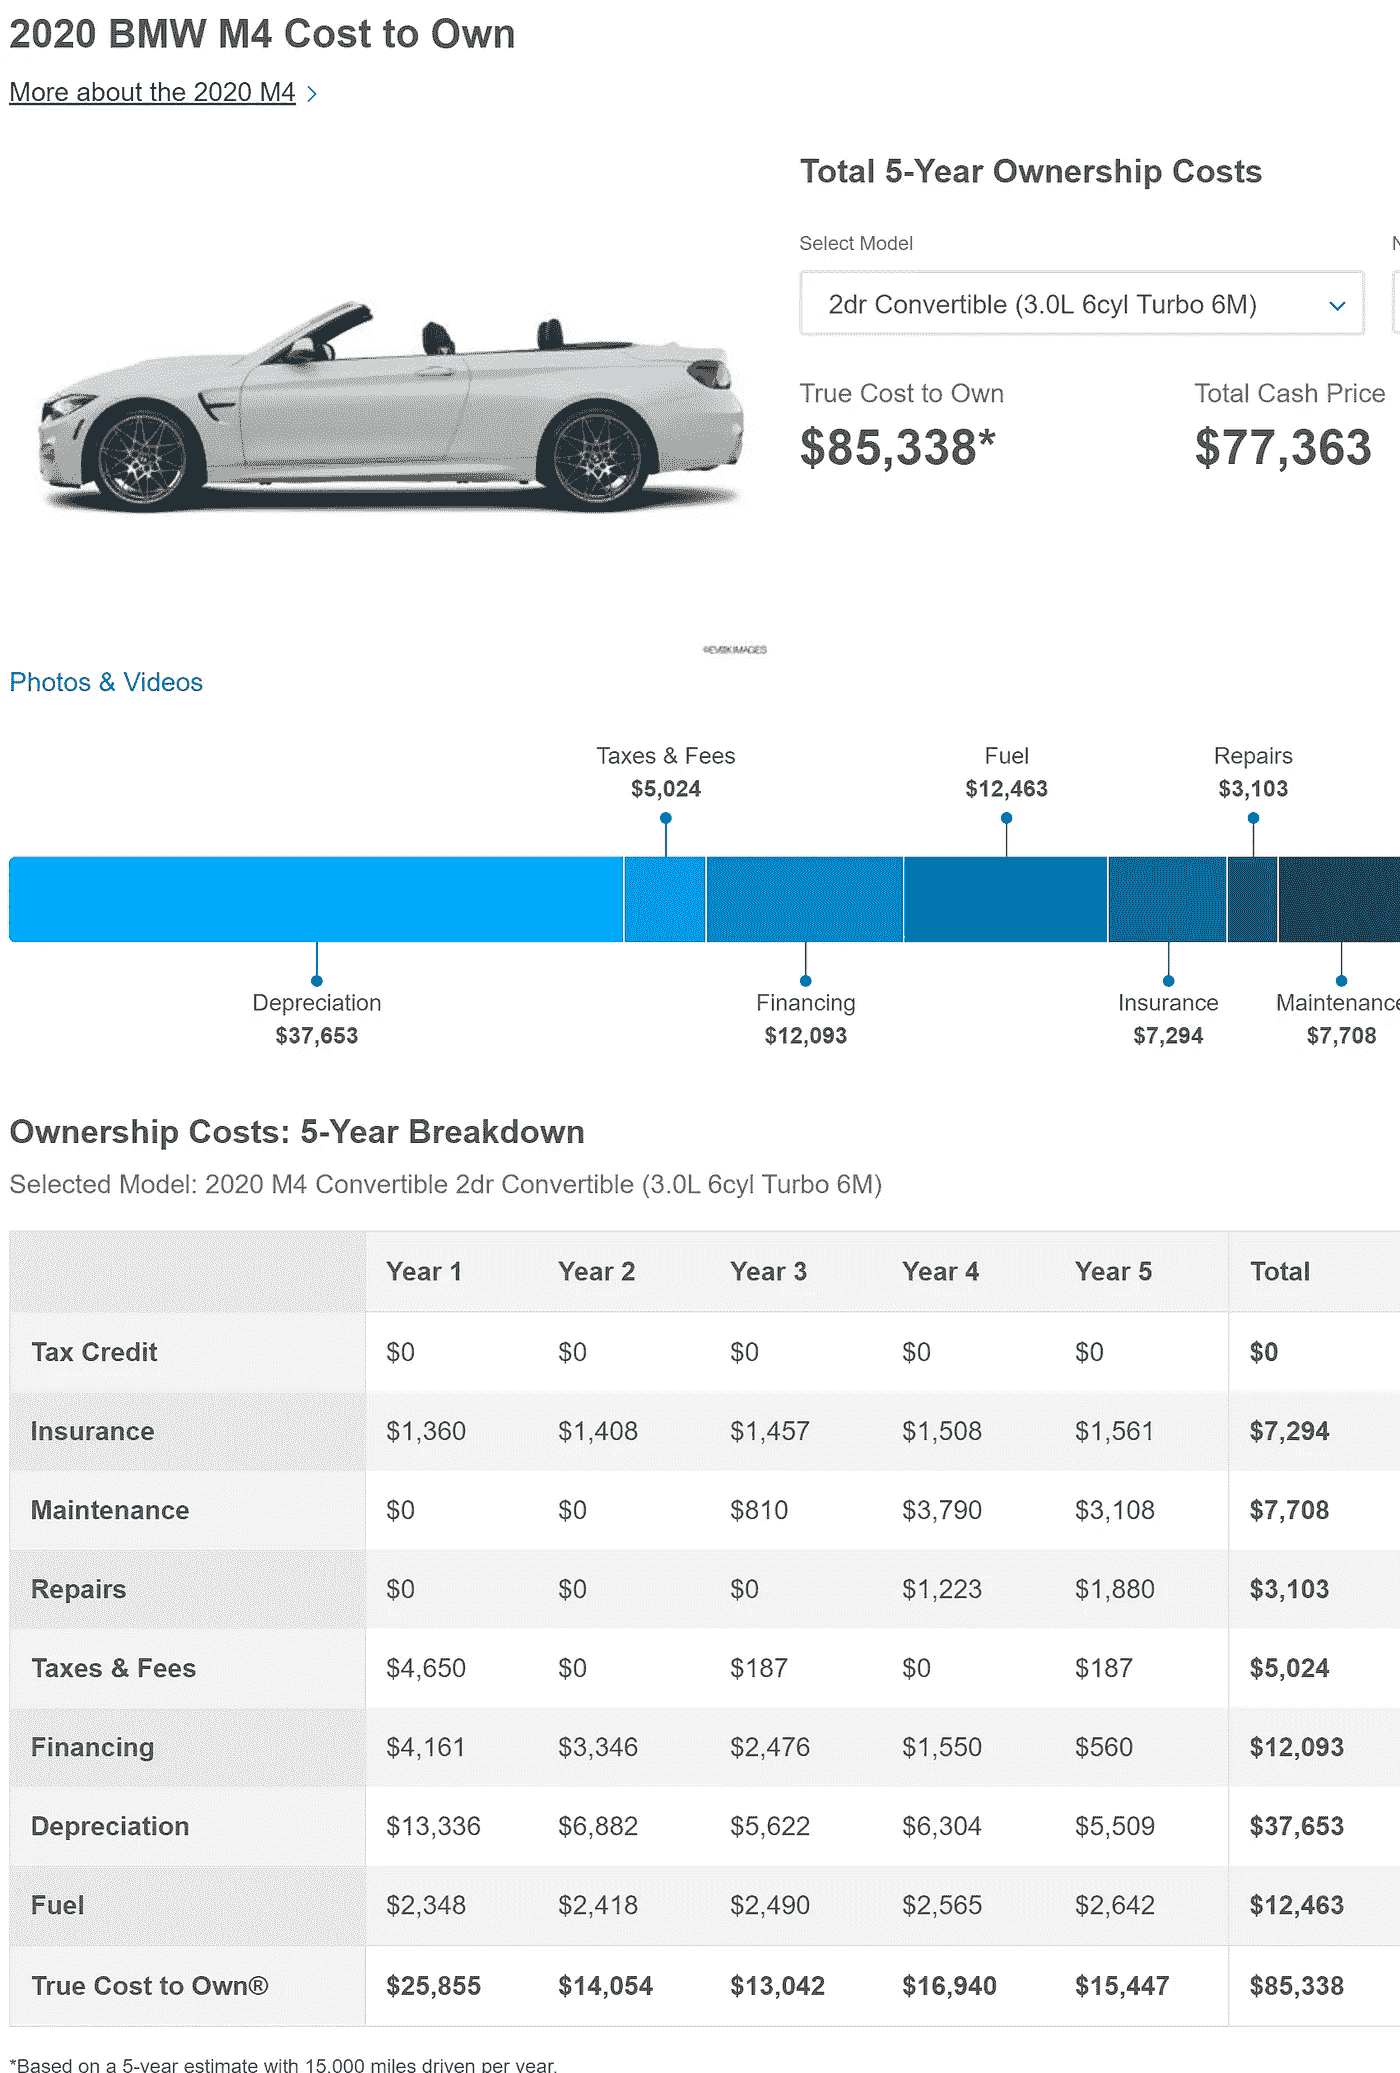 2020 BMW M4 Cost to Own
More about the 2020 M4
Total 5-Year Ownership Costs
Select Model
2dr Convertible (3.0L 6cyl Turbo 6M)
True Cost to Own
Total Cash Price
$85,338*
$77,363
Photos & Videos
Taxes & Fees
Fuel
Repairs
$5,024
$12,463
$3,103
Depreciation
Financing
Insurance
Maintenance
$37,653
$12,093
$7,294
$7,708
Ownership Costs: 5-Year Breakdown
Selected Model: 2020 M4 Convertible 2dr Convertible (3.0L 6cyl Turbo 6M)
Year 1 Year 2 Year 3 Year 4 Year 5 Total
Tax Credit $0 $0 $0 $0 $0 $0
Insurance $1,360 $1,408 $1,457 $1,508 $1,561 $7,294
Maintenance $0 $0 $810 $3,790 $3,108 $7,708
Repairs $0 $0 $0 $1,223 $1,880 $3,103
Taxes & Fees $4,650 $0 $187 $0 $187 $5,024
Financing $4,161 $3,346 $2,476 $1,550 $560 $12,093
Depreciation $13,336 $6,882 $5,622 $6,304 $5,509 $37,653
Fuel $2,348 $2,418 $2,490 $2,565 $2,642 $12,463
True Cost to Own® $25,855 $14,054 $13,042 $16,940 $15,447 $85,338
*Based on a 5-year estimate with 15,000 miles driven per year.